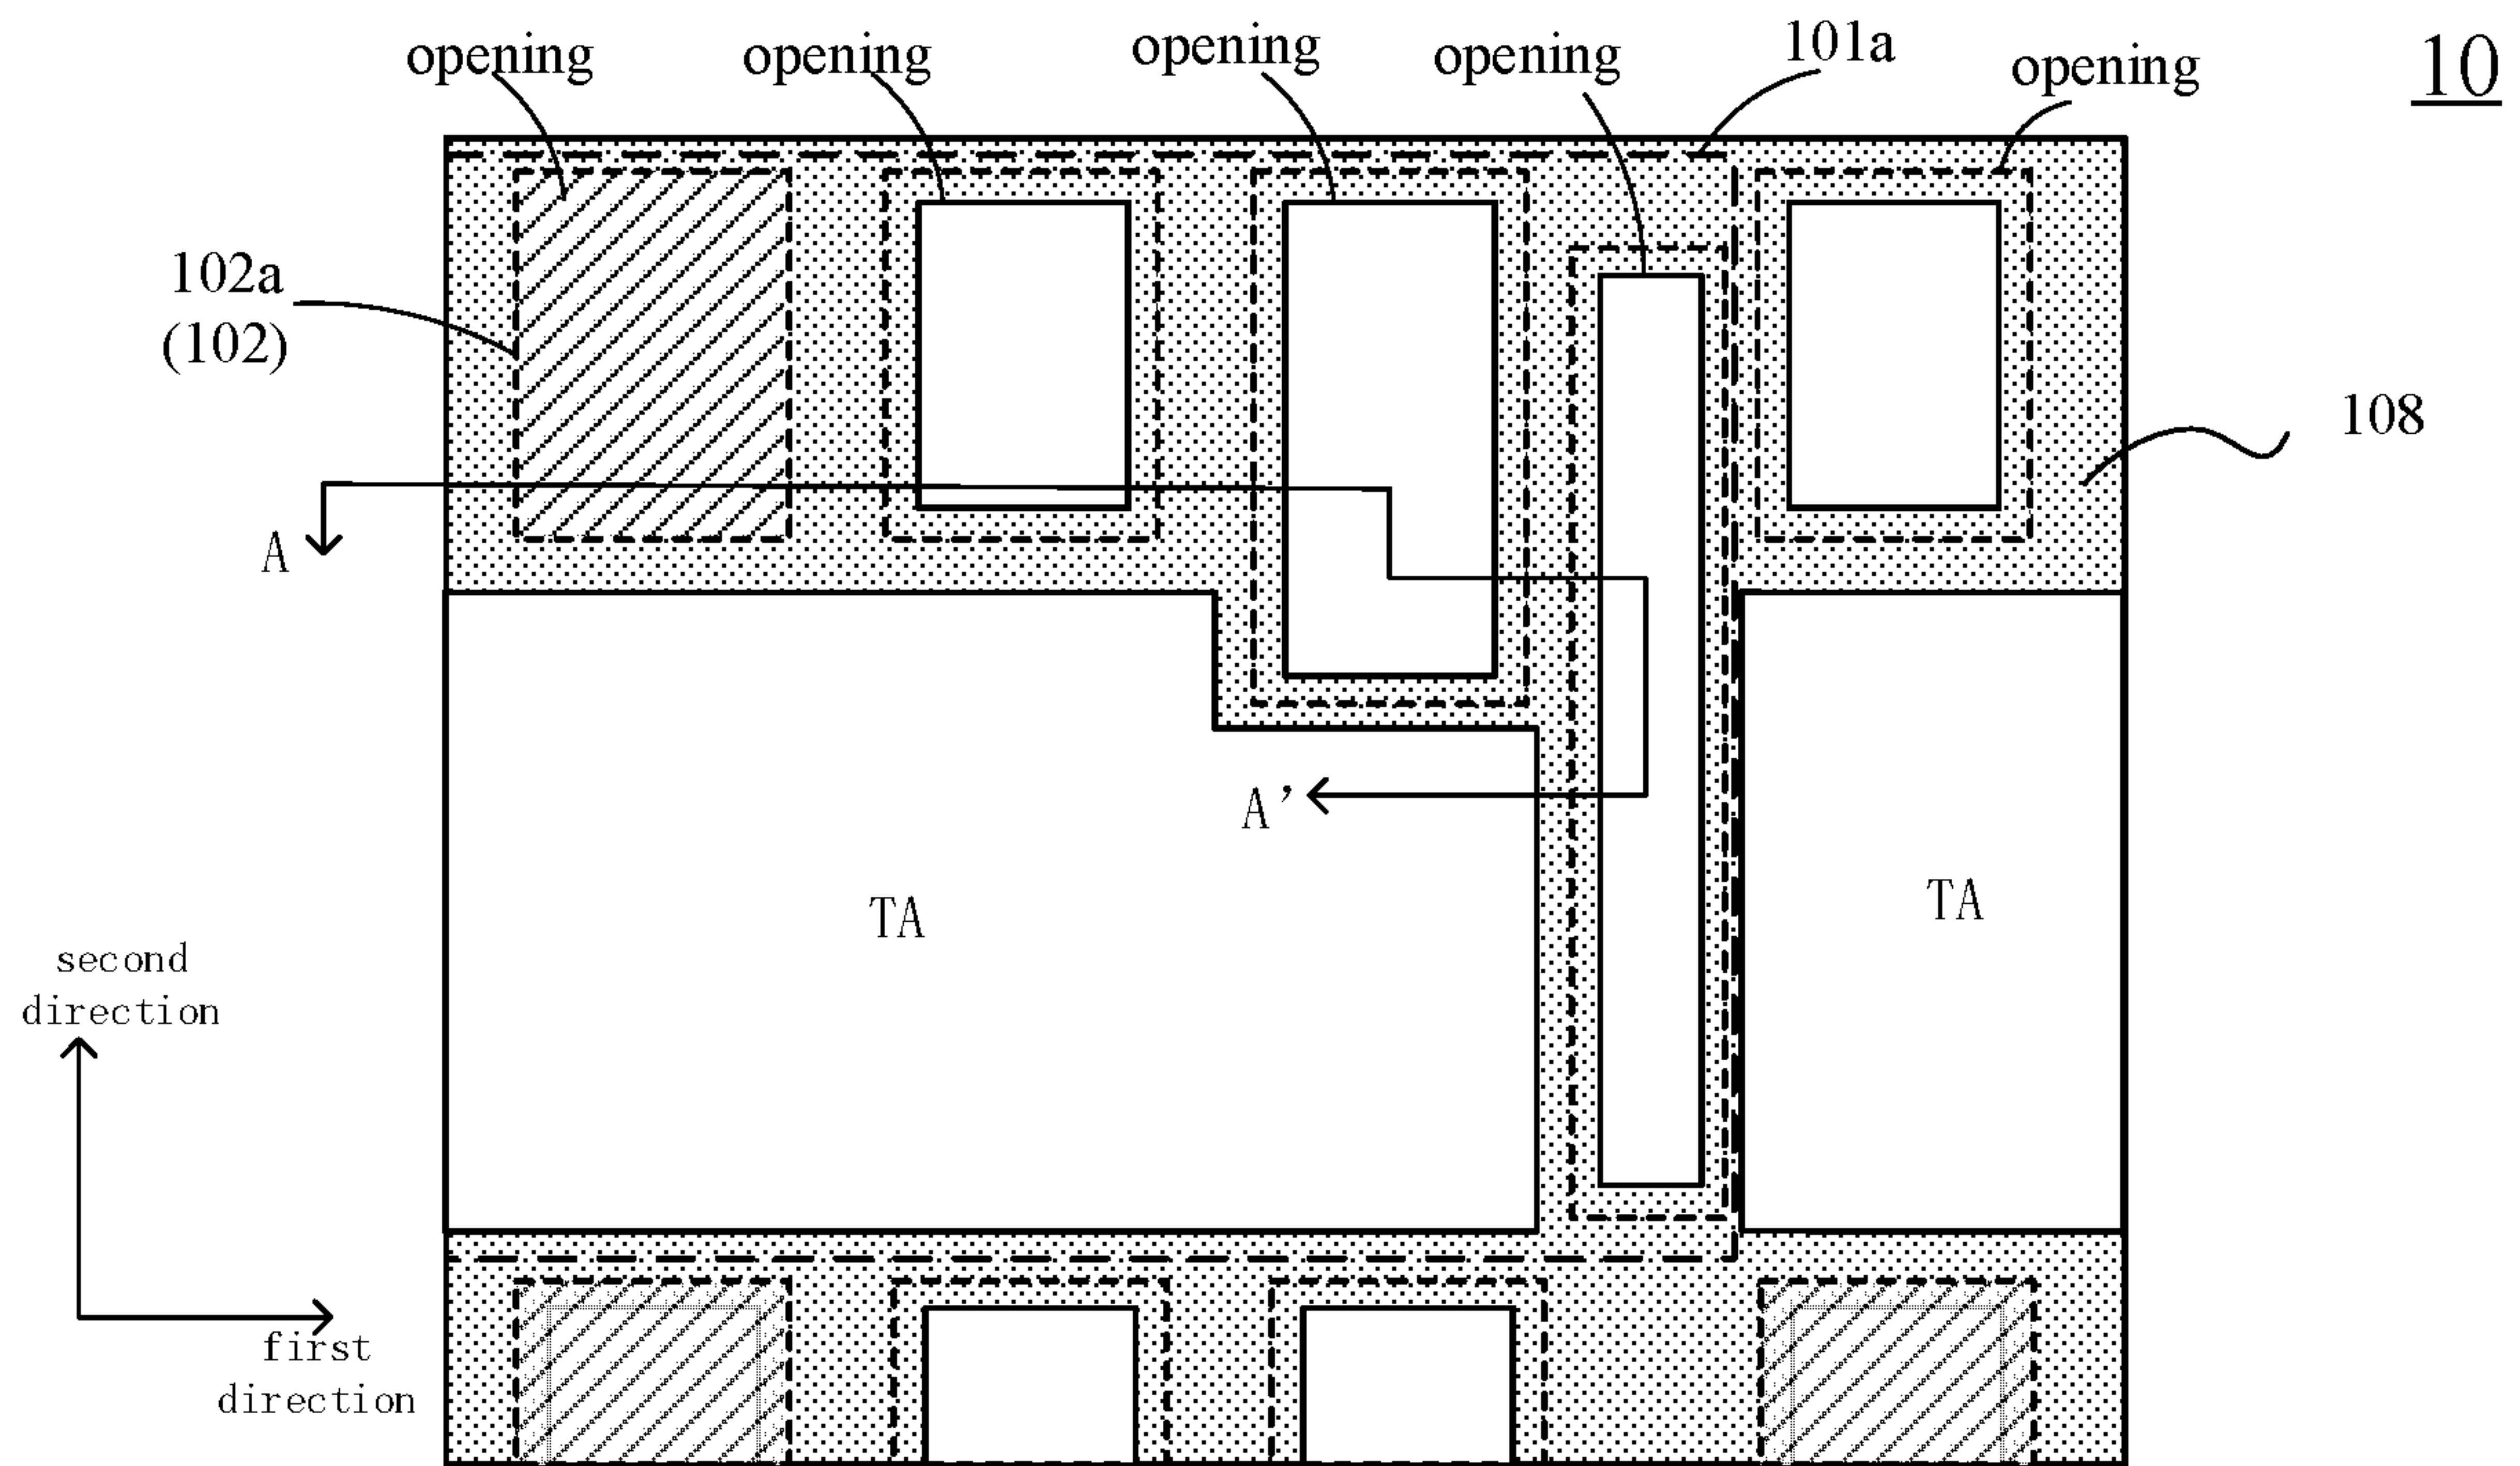 opening
opening
opening
opening
101a
opening
10
102a
(102)
108
A
A'
TA
TA
second
direction
first
direction